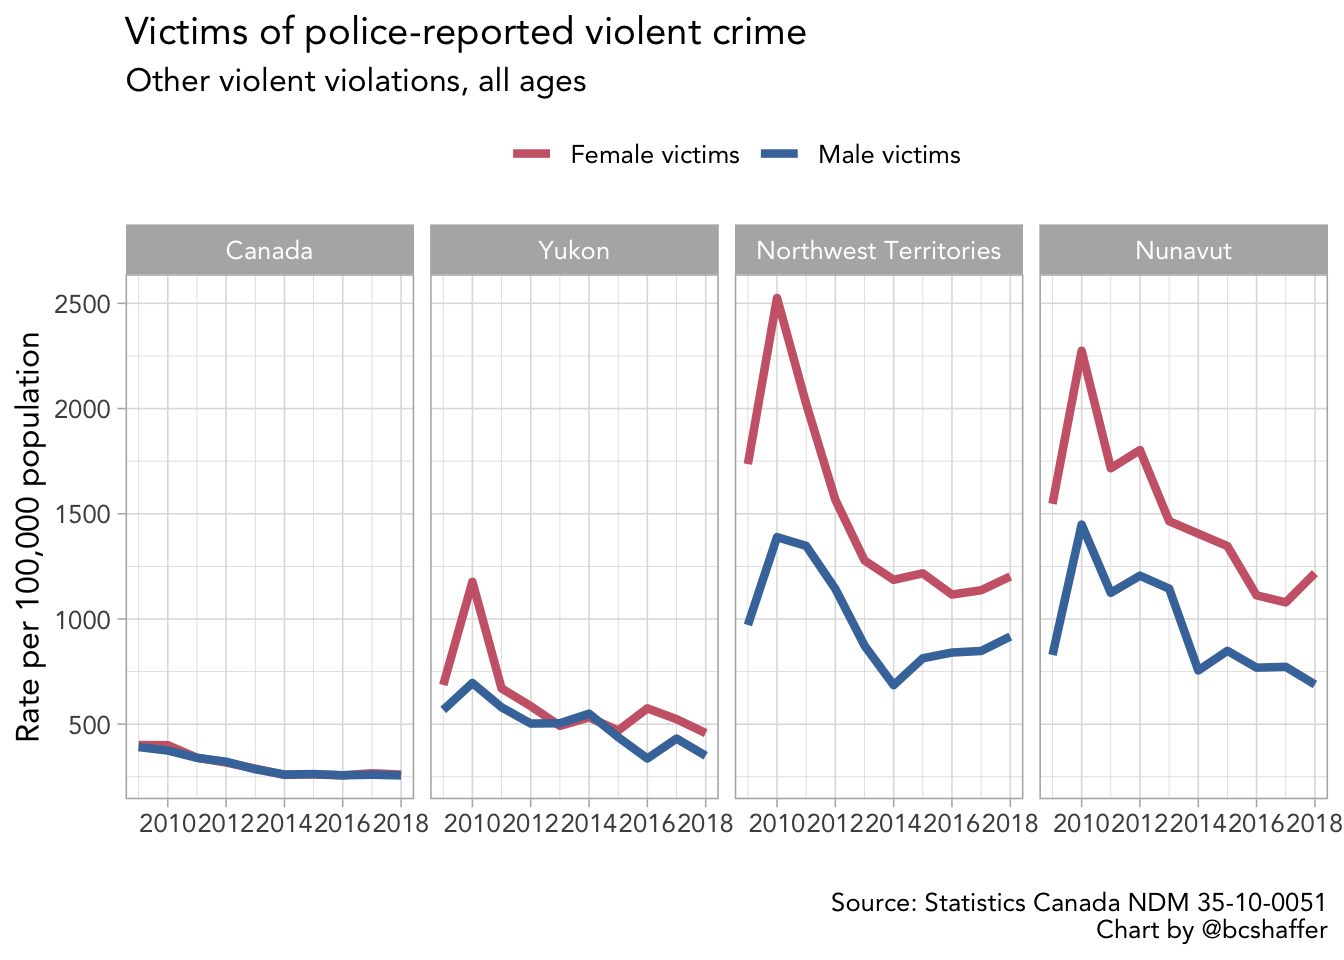 Victims of police-reported violent crime
Other violent violations, all ages
Female victims Male victims
Canada Yukon Northwest Territories Nunavut
Rate per 100,000 population
2500
2000
1500
1000
500
2010 2012 2014 2016 2018 2010 2012 2014 2016 2018 2010 2012 2014 2016 2018 2010 2012 2014 2016 2018
Source: Statistics Canada NDM 35-10-0051
Chart by @bcshaffer